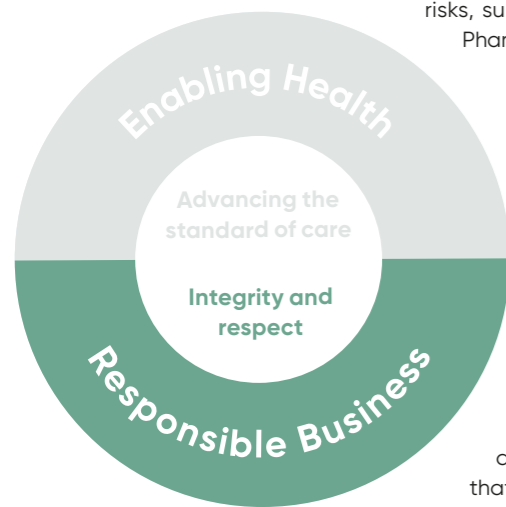 risks, su
Phar
Enabling Health
Advancing the
standard of care
Integrity and
respect
Responsible Business
tha